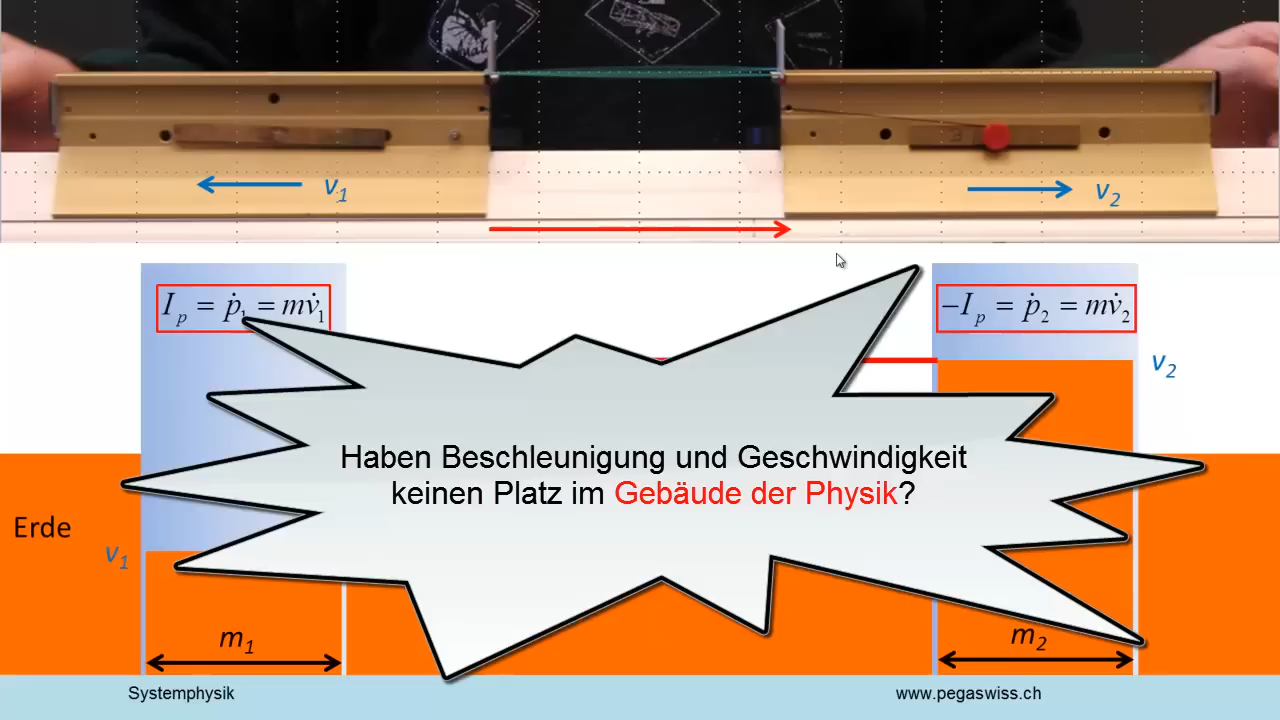 v₁
v₂
Iₚ = ṗ₁ = mv̇₁
−Iₚ = ṗ₂ = mv̇₂
v₂
Haben Beschleunigung und Geschwindigkeit
keinen Platz im Gebäude der Physik?
Erde
v₁
m₁
m₂
Systemphysik
www.pegaswiss.ch